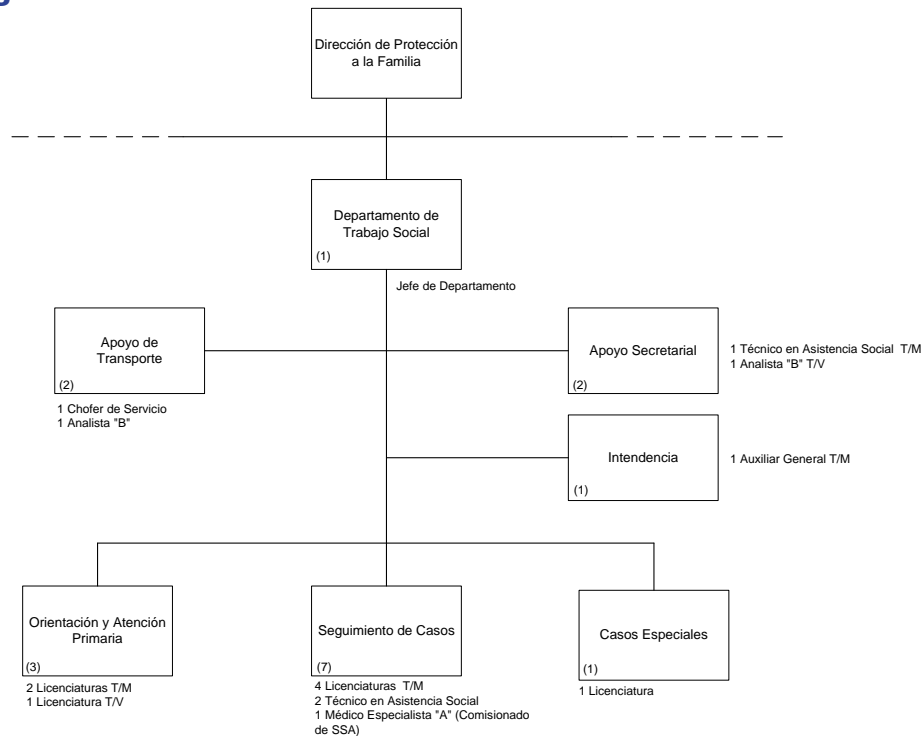 Dirección de Protección
a la Familia
Departamento de
Trabajo Social
(1)
Jefe de Departamento
Apoyo de
Transporte
(2)
1 Chofer de Servicio
1 Analista "B"
Apoyo Secretarial
(2)
1 Técnico en Asistencia Social T/M
1 Analista "B" T/V
Intendencia
(1)
1 Auxiliar General T/M
Orientación y Atención
Primaria
(3)
2 Licenciaturas T/M
1 Licenciatura T/V
Seguimiento de Casos
(7)
4 Licenciaturas T/M
2 Técnico en Asistencia Social
1 Médico Especialista "A" (Comisionado
de SSA)
Casos Especiales
(1)
1 Licenciatura